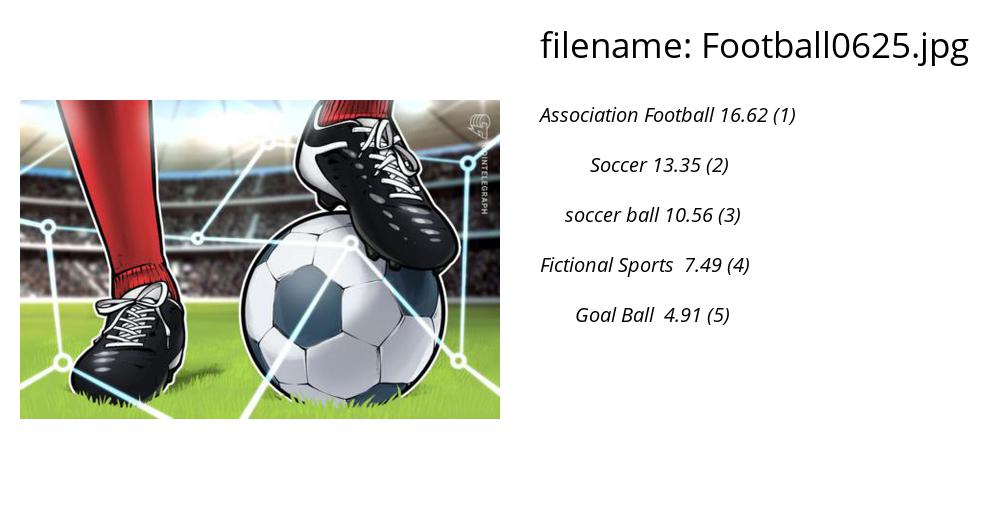 filename: Football0625.jpg
Association Football 16.62 (1)
Soccer 13.35 (2)
soccer ball 10.56 (3)
Fictional Sports 7.49 (4)
Goal Ball 4.91 (5)
COINTELEGRAPH